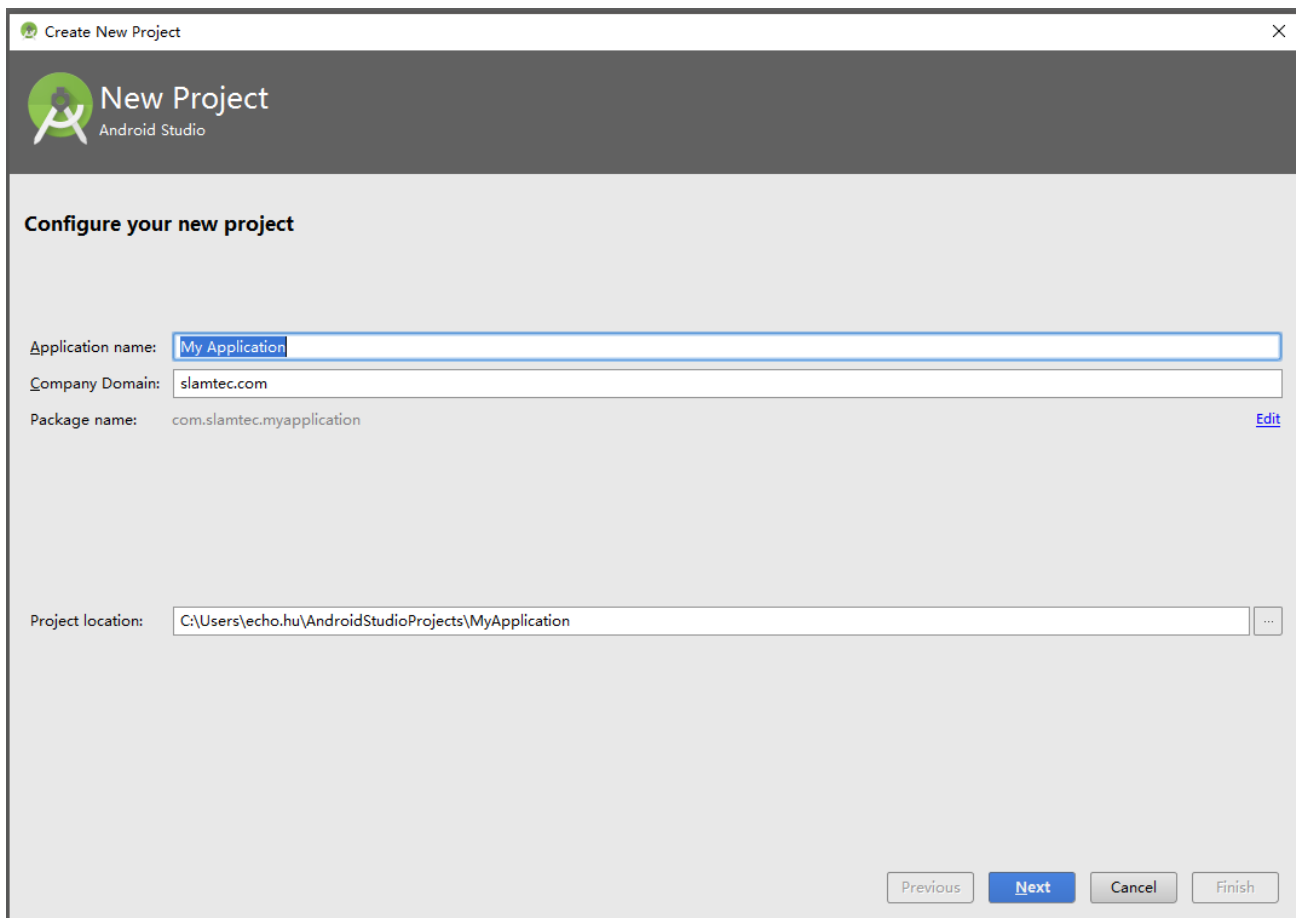 Create New Project
New Project
Android Studio
Configure your new project
Application name: My Application
Company Domain: slamtec.com
Package name: com.slamtec.myapplication Edit
Project location: C:\Users\echo.hu\AndroidStudioProjects\MyApplication ...
Previous Next Cancel Finish